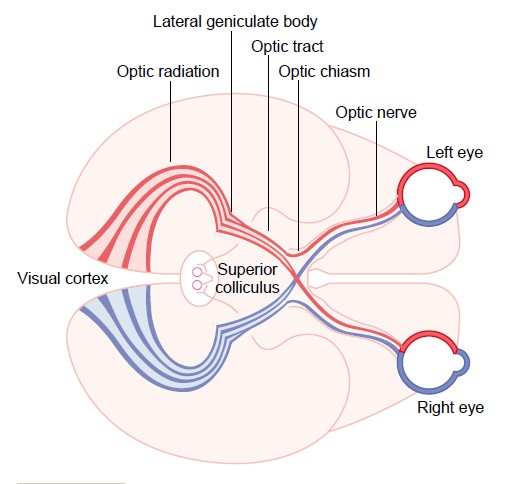 Lateral geniculate body
Optic tract
Optic radiation
Optic chiasm
Optic nerve
Left eye
Visual cortex
Superior
colliculus
Right eye